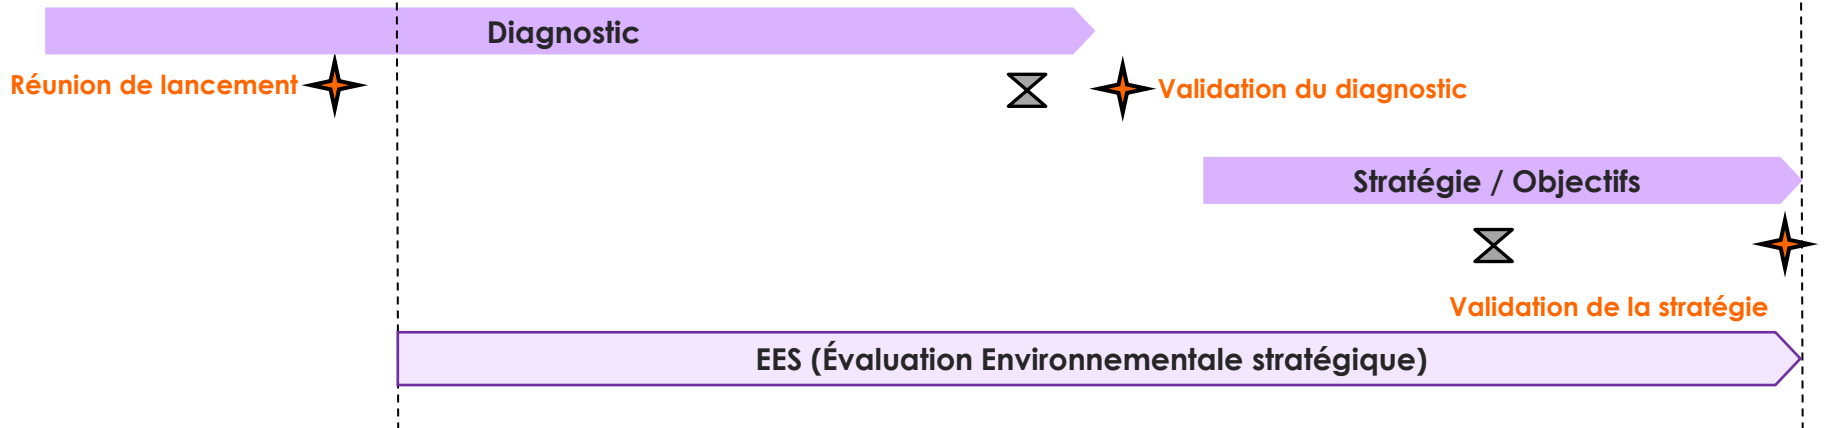 Diagnostic
Réunion de lancement
Validation du diagnostic
Stratégie / Objectifs
Validation de la stratégie
EES (Évaluation Environnementale stratégique)